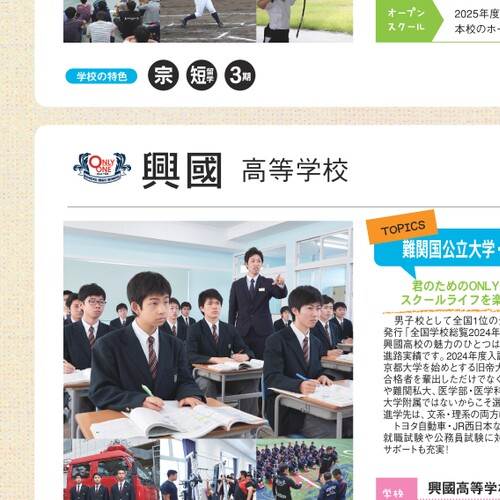 オープン
スクール
2025年度
本校のホー
学校の特色
宗
短期留学
3期
ONLY
ONE
興國 高等学校
TOPICS
難関国公立大学・
君のためのONLY
スクールライフを楽
男子校として全国1位の
発行「全国学校総覧2024年
興國高校の魅力のひとつは
進路実績です。2024年度入
京都大学を始めとする旧帝大
合格者を輩出しただけでなく
や難関私大、医学部・医学科
大学附属ではないからこそ選
進学先は、文系・理系の両方
トヨタ自動車・JR西日本な
就職試験や公務員試験に対
サポートも充実!
学校
興國高等学